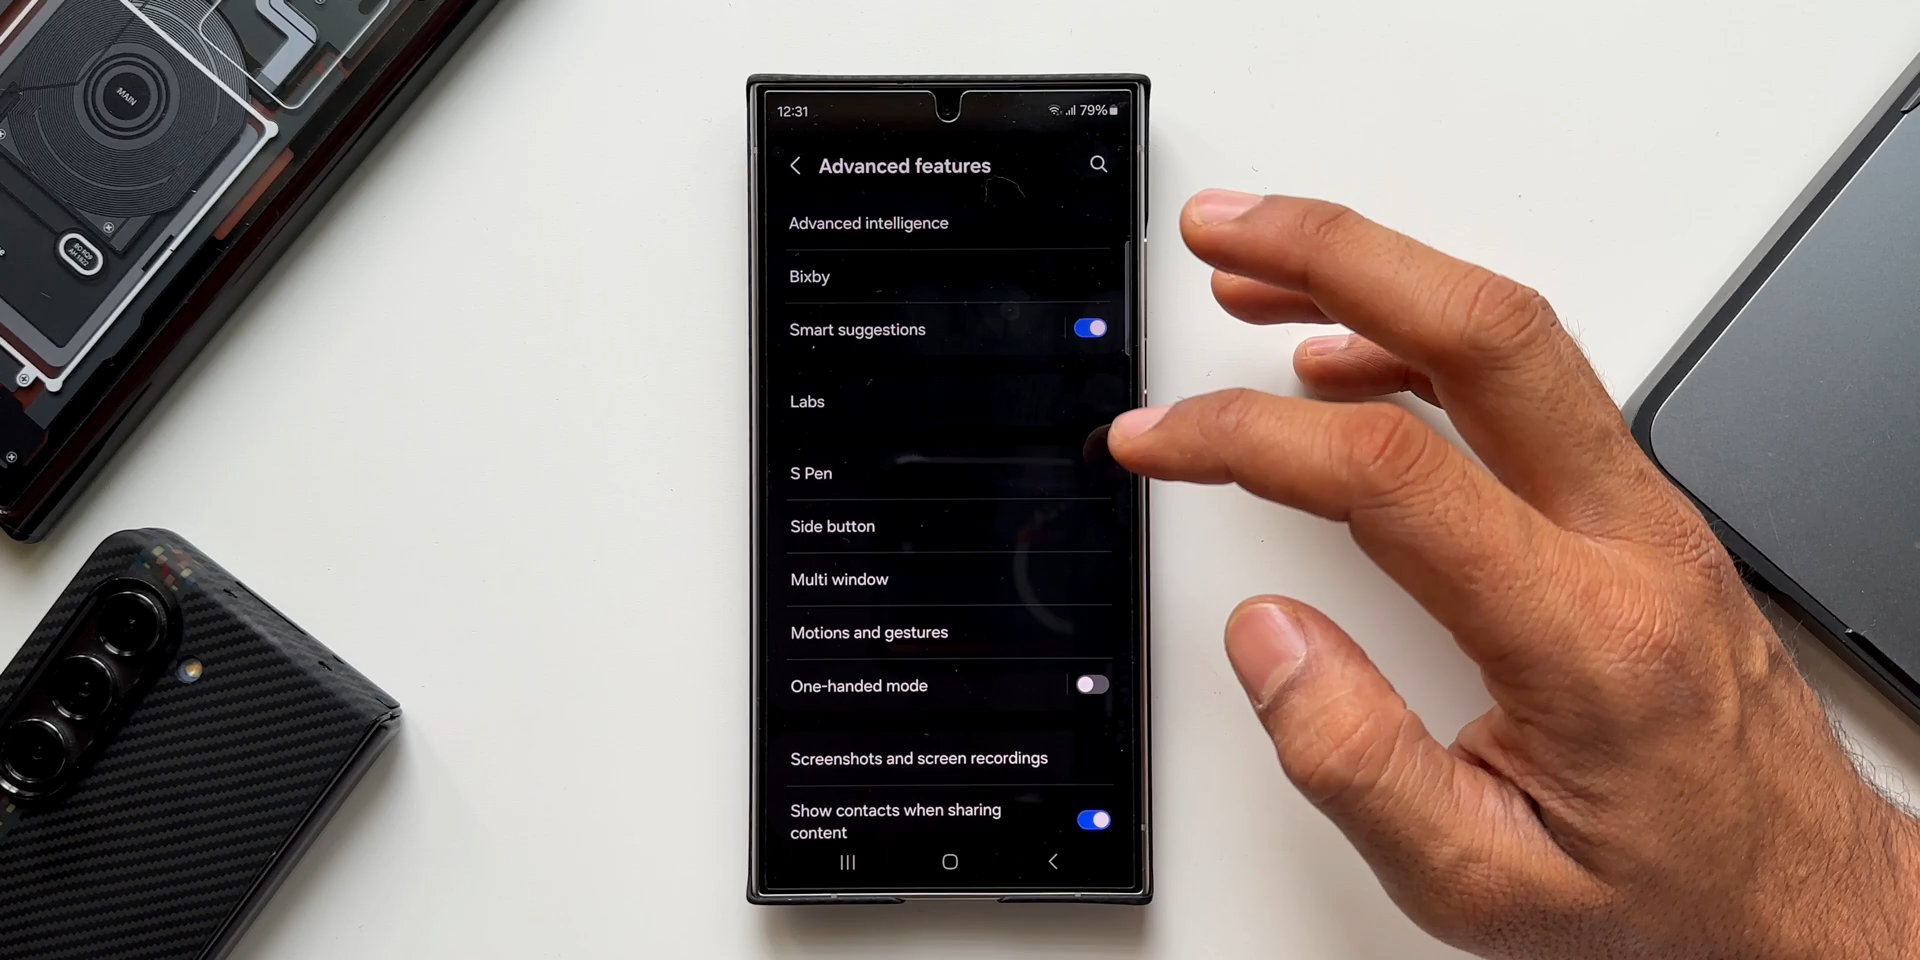 MAIN
12:31
79%
Advanced features
Advanced intelligence
Bixby
Smart suggestions
Labs
S Pen
Side button
Multi window
Motions and gestures
One-handed mode
Screenshots and screen recordings
Show contacts when sharing
content